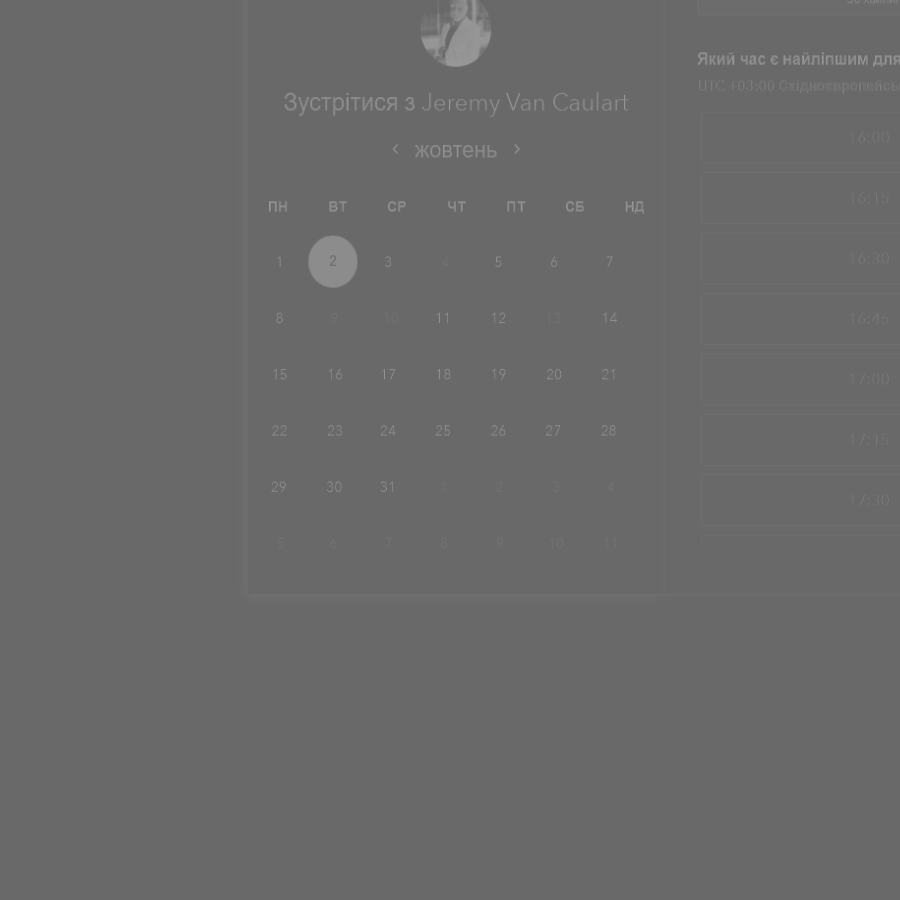 Зустрітися з Jeremy Van Caulart
жовтень
ПН ВТ СР ЧТ ПТ СБ НД
1 2 3 4 5 6 7
8 9 10 11 12 13 14
15 16 17 18 19 20 21
22 23 24 25 26 27 28
29 30 31 1 2 3 4
5 6 7 8 9 10 11
Який час є найліпшим для
UTC +03:00
16:00
16:15
16:30
16:45
17:00
17:15
17:30